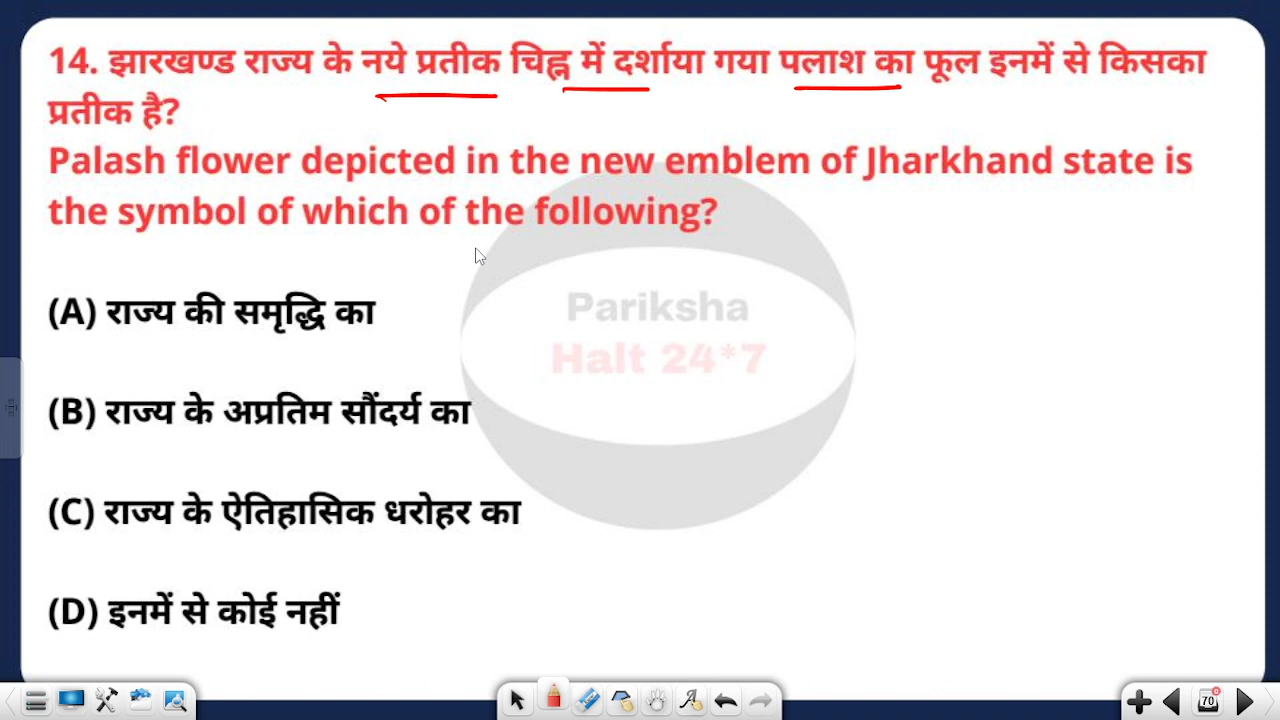 14. झारखण्ड राज्य के नये प्रतीक चिह्न में दर्शाया गया पलाश का फूल इनमें से किसका
प्रतीक है?
Palash flower depicted in the new emblem of Jharkhand state is
the symbol of which of the following?
(A) राज्य की समृद्धि का
Pariksha
Halt 24*7
(B) राज्य के अप्रतिम सौंदर्य का
(C) राज्य के ऐतिहासिक धरोहर का
(D) इनमें से कोई नहीं
70